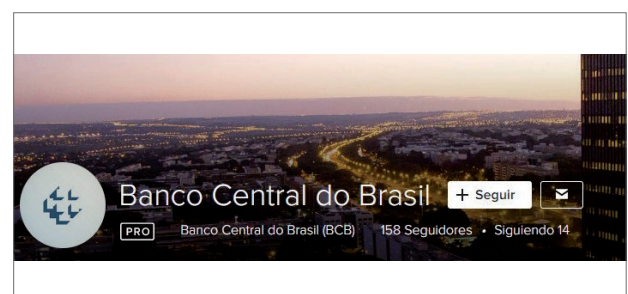 Banco Central do Brasil + Seguir
PRO Banco Central do Brasil (BCB) 158 Seguidores • Siguiendo 14